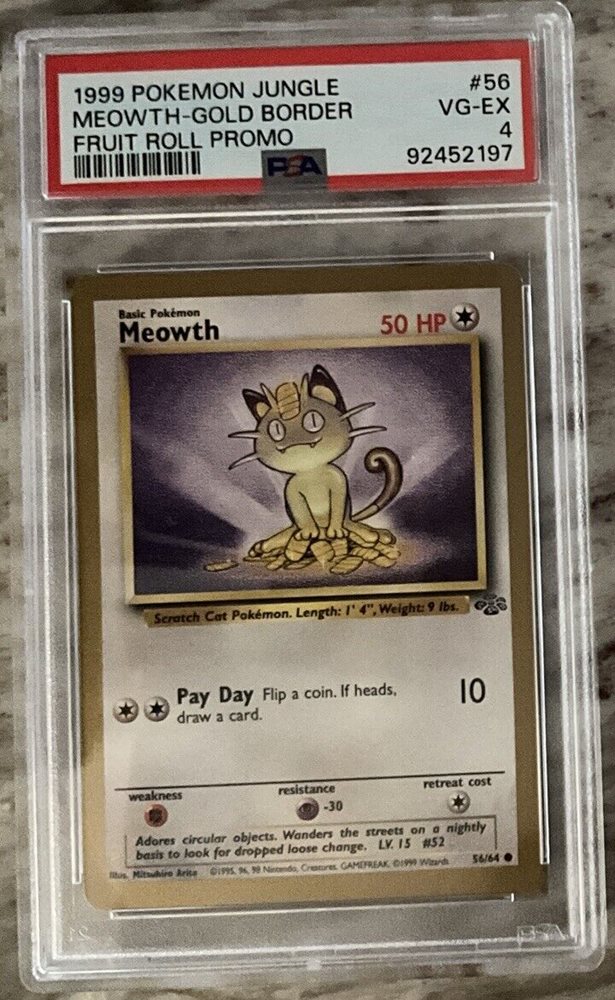 1999 POKEMON JUNGLE #56
MEOWTH-GOLD BORDER VG-EX
FRUIT ROLL PROMO 4
PSA 92452197
Basic Pokémon
Meowth 50 HP
Scratch Cat Pokémon. Length: 1' 4", Weight: 9 lbs.
Pay Day Flip a coin. If heads, 10
draw a card.
weakness resistance retreat cost
-30
Adores circular objects. Wanders the streets on a nightly
basis to look for dropped loose change. LV. 15 #52
Illus. Mitsuhiro Arita ©1995, 96, 98 Nintendo, Creatures, GAMEFREAK. ©1999 Wizards 56/64
PSA